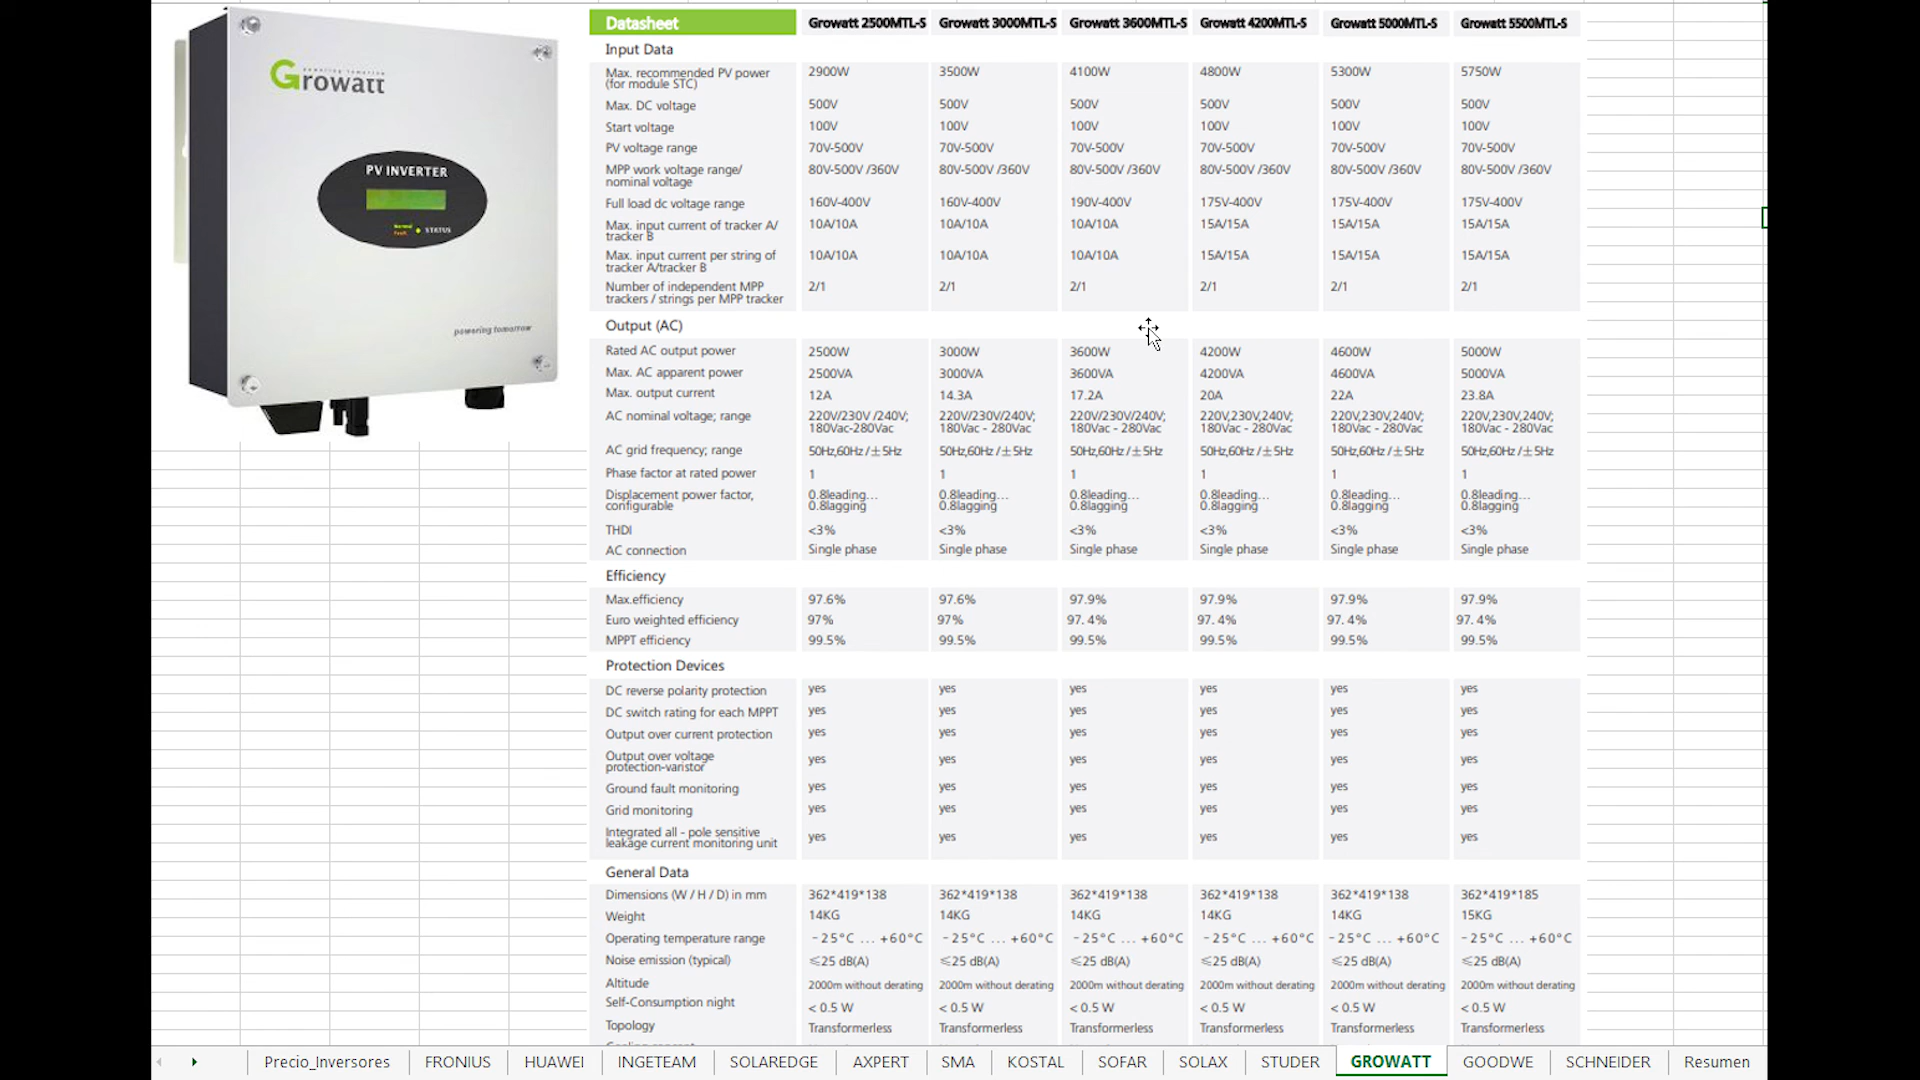 Growatt
powering tomorrow
PV INVERTER
Normal
Fault
STATUS
powering tomorrow
Datasheet Growatt 2500MTL-S Growatt 3000MTL-S Growatt 3600MTL-S Growatt 4200MTL-S Growatt 5000MTL-S Growatt 5500MTL-S
Input Data
Max. recommended PV power 2900W 3500W 4100W 4800W 5300W 5750W
(for module STC)
Max. DC voltage 500V 500V 500V 500V 500V 500V
Start voltage 100V 100V 100V 100V 100V 100V
PV voltage range 70V-500V 70V-500V 70V-500V 70V-500V 70V-500V 70V-500V
MPP work voltage range/ 80V-500V /360V 80V-500V /360V 80V-500V /360V 80V-500V /360V 80V-500V /360V 80V-500V /360V
nominal voltage
Full load dc voltage range 160V-400V 160V-400V 190V-400V 175V-400V 175V-400V 175V-400V
Max. input current of tracker A/ 10A/10A 10A/10A 10A/10A 15A/15A 15A/15A 15A/15A
tracker B
Max. input current per string of 10A/10A 10A/10A 10A/10A 15A/15A 15A/15A 15A/15A
tracker A/tracker B
Number of independent MPP 2/1 2/1 2/1 2/1 2/1 2/1
trackers / strings per MPP tracker
Output (AC)
Rated AC output power 2500W 3000W 3600W 4200W 4600W 5000W
Max. AC apparent power 2500VA 3000VA 3600VA 4200VA 4600VA 5000VA
Max. output current 12A 14.3A 17.2A 20A 22A 23.8A
AC nominal voltage; range 220V/230V /240V; 220V/230V/240V; 220V/230V/240V; 220V,230V,240V; 220V,230V,240V; 220V,230V,240V;
180Vac-280Vac 180Vac - 280Vac 180Vac - 280Vac 180Vac - 280Vac 180Vac - 280Vac 180Vac - 280Vac
AC grid frequency; range 50Hz,60Hz /±5Hz 50Hz,60Hz /±5Hz 50Hz,60Hz /±5Hz 50Hz,60Hz /±5Hz 50Hz,60Hz /±5Hz 50Hz,60Hz /±5Hz
Phase factor at rated power 1 1 1 1 1 1
Displacement power factor, 0.8leading... 0.8leading... 0.8leading... 0.8leading... 0.8leading... 0.8leading...
configurable 0.8lagging 0.8lagging 0.8lagging 0.8lagging 0.8lagging 0.8lagging
THDI <3% <3% <3% <3% <3% <3%
AC connection Single phase Single phase Single phase Single phase Single phase Single phase
Efficiency
Max.efficiency 97.6% 97.6% 97.9% 97.9% 97.9% 97.9%
Euro weighted efficiency 97% 97% 97. 4% 97. 4% 97. 4% 97. 4%
MPPT efficiency 99.5% 99.5% 99.5% 99.5% 99.5% 99.5%
Protection Devices
DC reverse polarity protection yes yes yes yes yes yes
DC switch rating for each MPPT yes yes yes yes yes yes
Output over current protection yes yes yes yes yes yes
Output over voltage
protection-varistor yes yes yes yes yes yes
Ground fault monitoring yes yes yes yes yes yes
Grid monitoring yes yes yes yes yes yes
Integrated all - pole sensitive
leakage current monitoring unit yes yes yes yes yes yes
General Data
Dimensions (W / H / D) in mm 362*419*138 362*419*138 362*419*138 362*419*138 362*419*138 362*419*185
Weight 14KG 14KG 14KG 14KG 14KG 15KG
Operating temperature range -25°C ... +60°C -25°C ... +60°C -25°C ... +60°C -25°C ... +60°C -25°C ... +60°C -25°C ... +60°C
Noise emission (typical) ≤25 dB(A) ≤25 dB(A) ≤25 dB(A) ≤25 dB(A) ≤25 dB(A) ≤25 dB(A)
Altitude 2000m without derating 2000m without derating 2000m without derating 2000m without derating 2000m without derating 2000m without derating
Self-Consumption night < 0.5 W < 0.5 W < 0.5 W < 0.5 W < 0.5 W < 0.5 W
Topology Transformerless Transformerless Transformerless Transformerless Transformerless Transformerless
Precio_Inversores FRONIUS HUAWEI INGETEAM SOLAREDGE AXPERT SMA KOSTAL SOFAR SOLAX STUDER GROWATT GOODWE SCHNEIDER Resumen